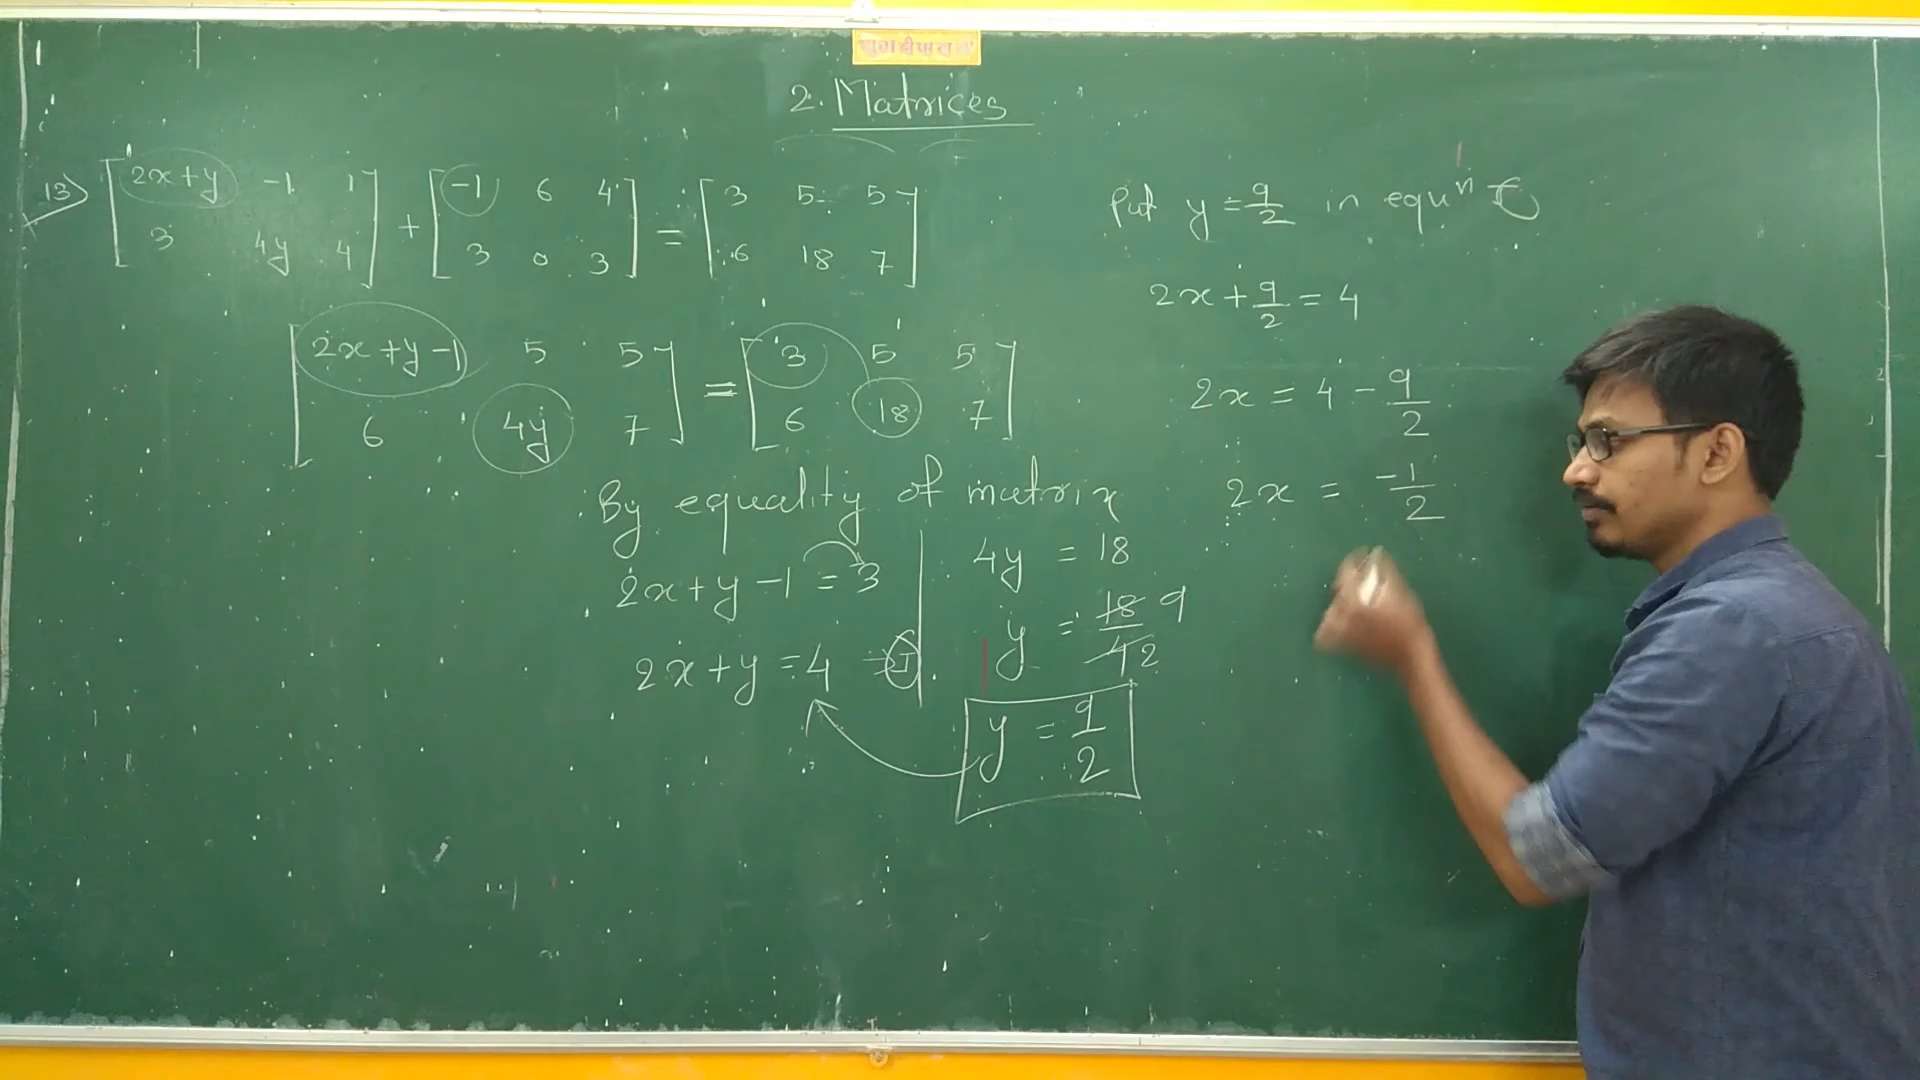 2. Matrices
13) [2x+y -1 1] + [-1 6 4] = [3 5 5]
[3 4y 4] [3 0 3] [6 18 7]
[2x+y-1 5 5] = [3 5 5]
[6 4y 7] [6 18 7]
By equality of matrix
2x+y-1=3
2x+y=4 → I
4y = 18
y = 18/4 9/2
y = 9/2
Put y = 9/2 in equⁿ
2x + 9/2 = 4
2x = 4 - 9/2
2x = -1/2